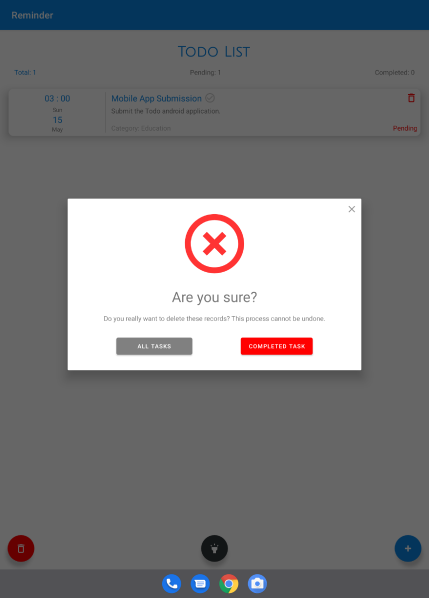 Reminder
TODO LIST
Total: 1
Pending: 1
Completed: 0
03 : 00
Sun
15
May
Mobile App Submission
Submit the Todo android application.
Category: Education
Pending
Are you sure?
Do you really want to delete these records? This process cannot be undone.
ALL TASKS
COMPLETED TASK